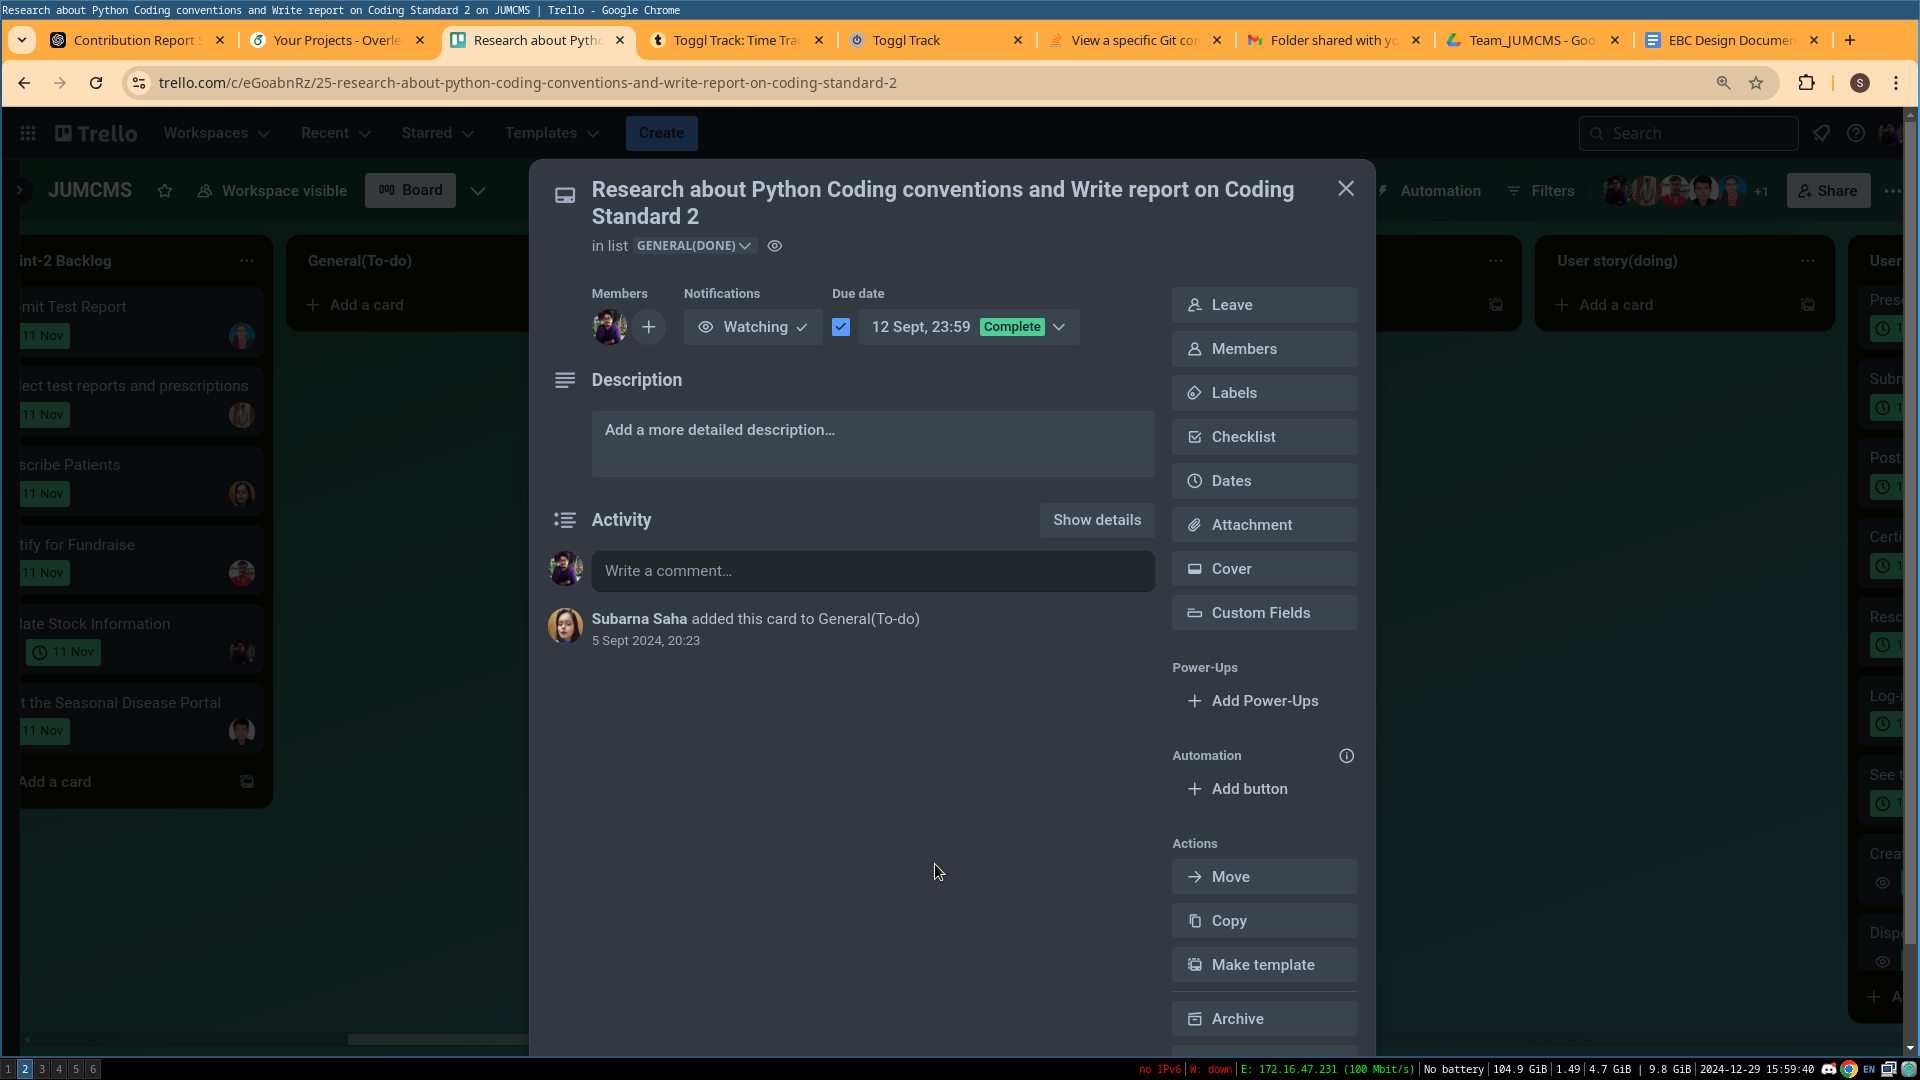 Research about Python Coding conventions and Write report on Coding Standard 2 on JUMCMS | Trello - Google Chrome
Contribution Report S
Your Projects - Overle
Research about Pytho
Toggl Track: Time Tra
Toggl Track
View a specific Git co
Folder shared with yo
Team_JUMCMS - Goo
EBC Design Documen
trello.com/c/eGoabnRz/25-research-about-python-coding-conventions-and-write-report-on-coding-standard-2
S
Trello
Workspaces
Recent
Starred
Templates
Create
Search
JUMCMS
Workspace visible
Board
Automation
Filters
+1
Share
Research about Python Coding conventions and Write report on Coding
Standard 2
in list GENERAL(DONE)
Members
Notifications
Due date
Watching
12 Sept, 23:59
Complete
Description
Add a more detailed description…
Activity
Show details
Write a comment…
Subarna Saha added this card to General(To-do)
5 Sept 2024, 20:23
Leave
Members
Labels
Checklist
Dates
Attachment
Cover
Custom Fields
Power-Ups
Add Power-Ups
Automation
Add button
Actions
Move
Copy
Make template
Archive
int-2 Backlog
mit Test Report
11 Nov
lect test reports and prescriptions
11 Nov
scribe Patients
11 Nov
tify for Fundraise
11 Nov
late Stock Information
11 Nov
t the Seasonal Disease Portal
11 Nov
Add a card
General(To-do)
Add a card
User story(doing)
Add a card
User
Pres
1
Subm
1
Post
1
Certi
1
Resc
1
Log-i
1
See t
1
Crea
Disp
A
1 2 3 4 5 6
no IPv6 | W: down | E: 172.16.47.231 (100 Mbit/s) | No battery | 104.9 GiB | 1.49 | 4.7 GiB | 9.8 GiB | 2024-12-29 15:59:40
EN